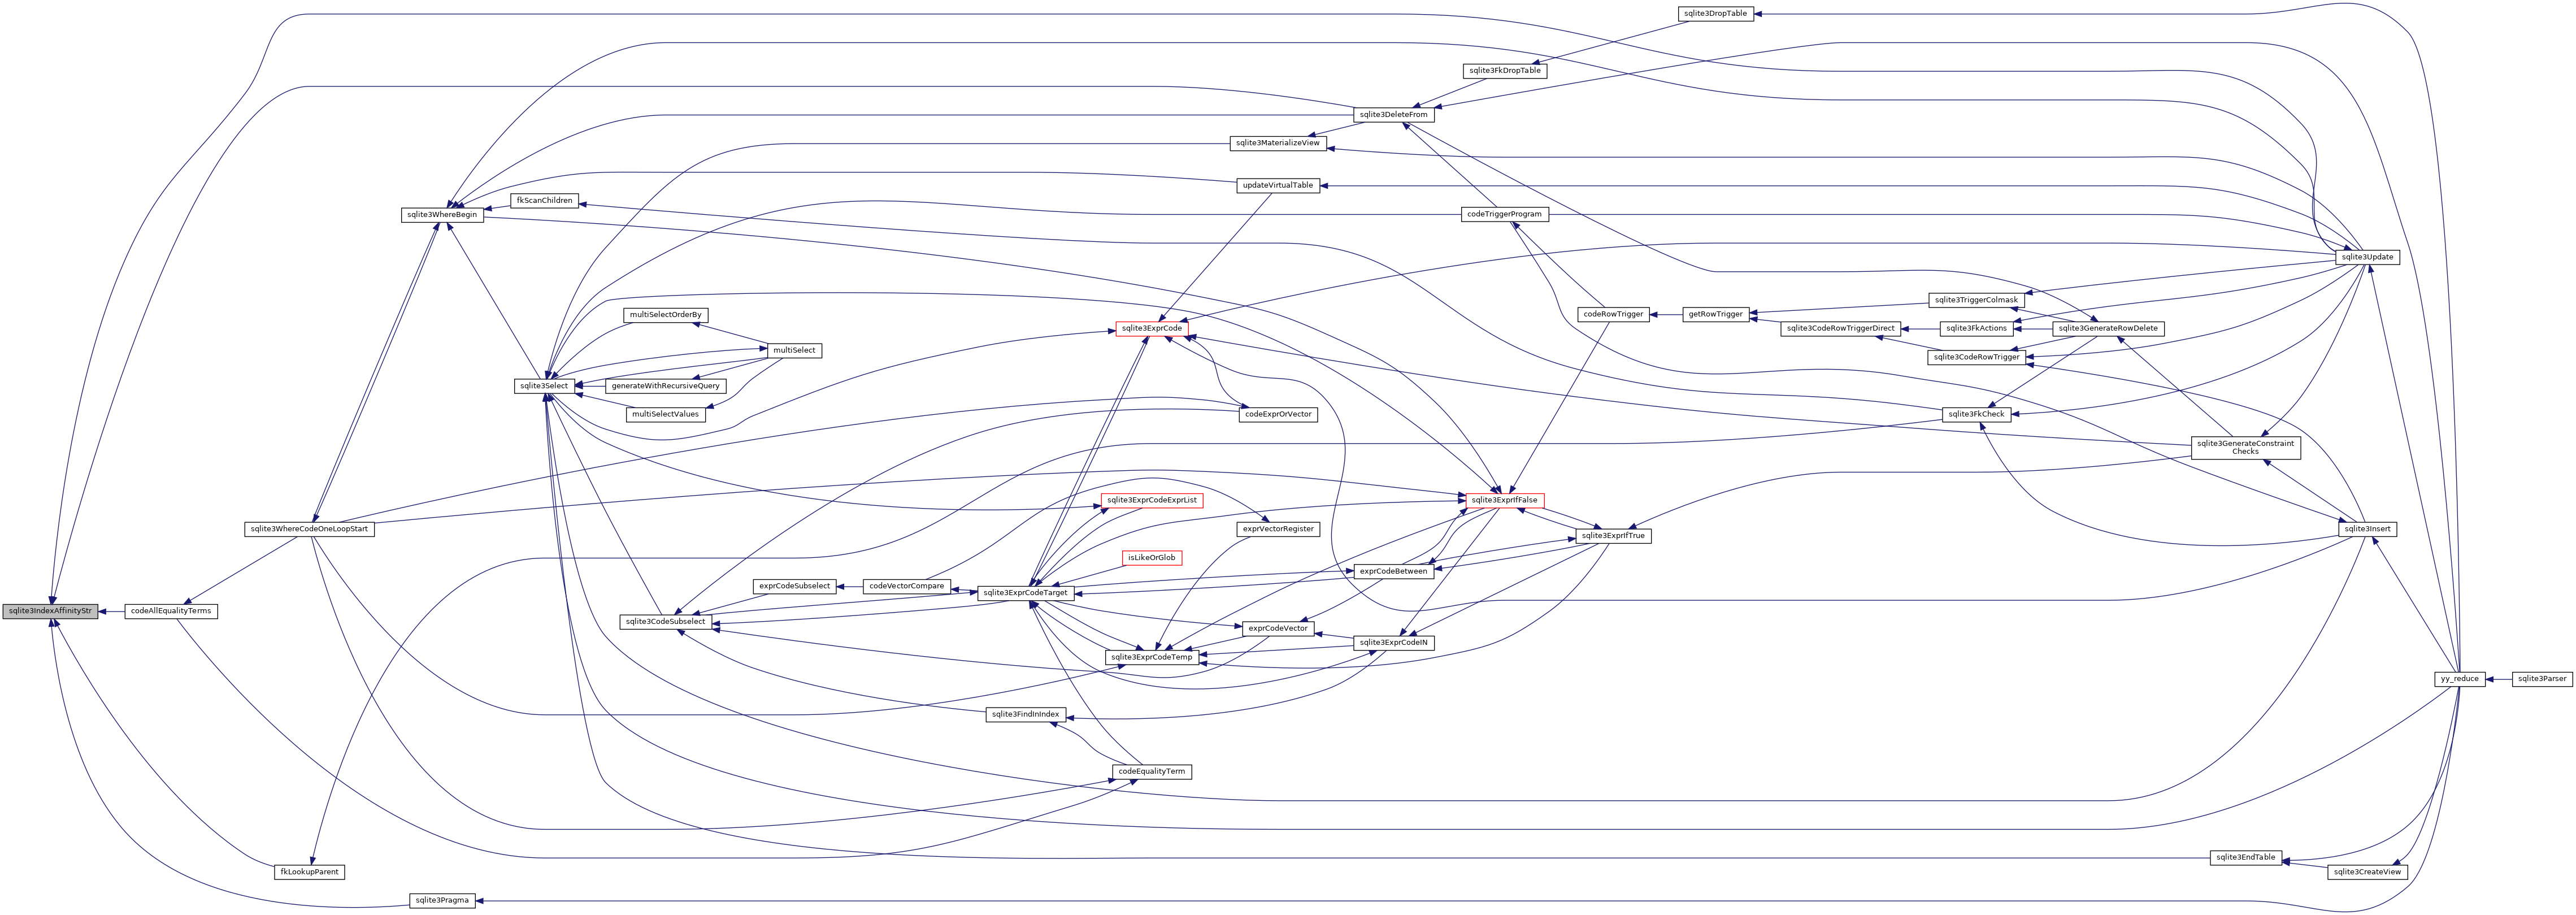 sqlite3DropTable
sqlite3FkDropTable
sqlite3DeleteFrom
sqlite3MaterializeView
updateVirtualTable
fkScanChildren
sqlite3WhereBegin
codeTriggerProgram
sqlite3Update
sqlite3TriggerColmask
multiSelectOrderBy
codeRowTrigger
getRowTrigger
sqlite3ExprCode
sqlite3CodeRowTriggerDirect
sqlite3FkActions
sqlite3GenerateRowDelete
multiSelect
sqlite3CodeRowTrigger
sqlite3Select
generateWithRecursiveQuery
multiSelectValues
codeExprOrVector
sqlite3FkCheck
sqlite3GenerateConstraint
Checks
sqlite3ExprCodeExprList
sqlite3ExprIfFalse
sqlite3WhereCodeOneLoopStart
exprVectorRegister
sqlite3ExprIfTrue
sqlite3Insert
isLikeOrGlob
exprCodeBetween
exprCodeSubselect
codeVectorCompare
sqlite3ExprCodeTarget
sqlite3IndexAffinityStr
codeAllEqualityTerms
sqlite3CodeSubselect
exprCodeVector
sqlite3ExprCodeIN
sqlite3ExprCodeTemp
yy_reduce
sqlite3Parser
sqlite3FindInIndex
codeEqualityTerm
sqlite3EndTable
fkLookupParent
sqlite3CreateView
sqlite3Pragma